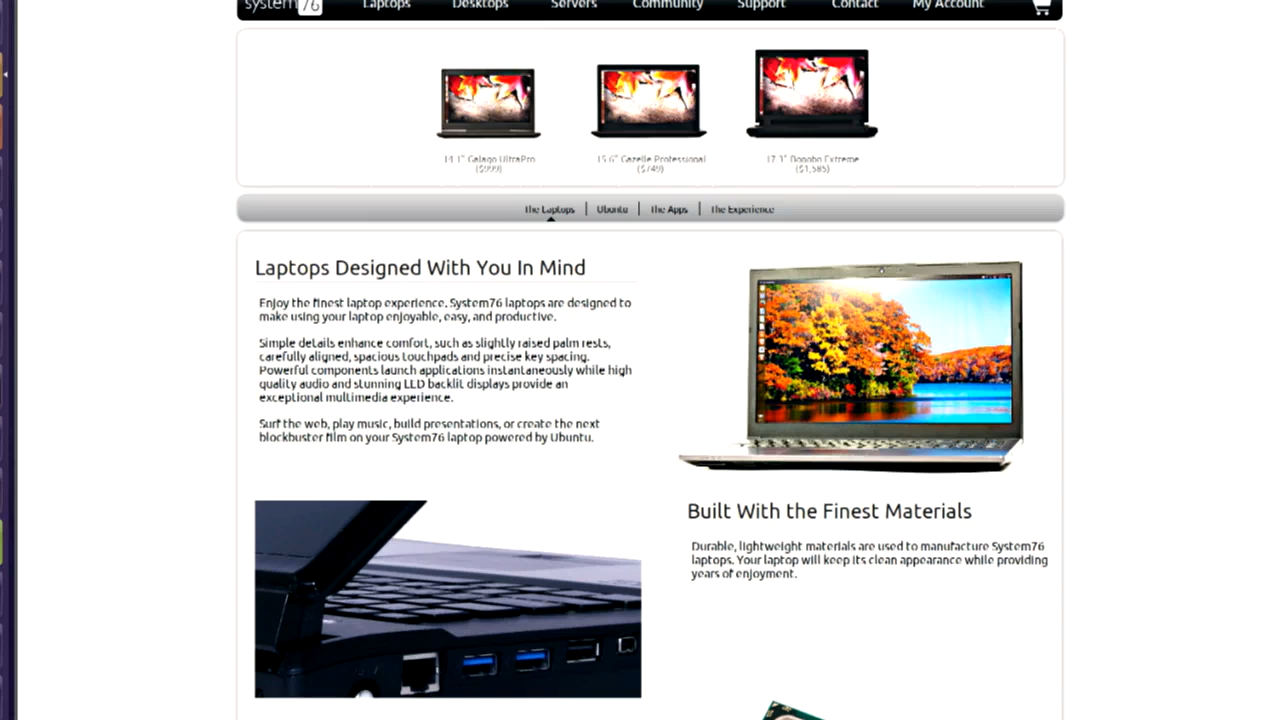 system76 Laptops Desktops Servers Community Support Contact My Account
14.1" Galago UltraPro
($999)
15.6" Gazelle Professional
($749)
17.3" Bonobo Extreme
($1,585)
The Laptops | Ubuntu | The Apps | The Experience
Laptops Designed With You In Mind
Enjoy the finest laptop experience. System76 laptops are designed to
make using your laptop enjoyable, easy, and productive.
Simple details enhance comfort, such as slightly raised palm rests,
carefully aligned, spacious touchpads and precise key spacing.
Powerful components launch applications instantaneously while high
quality audio and stunning LED backlit displays provide an
exceptional multimedia experience.
Surf the web, play music, build presentations, or create the next
blockbuster film on your System76 laptop powered by Ubuntu.
Built With the Finest Materials
Durable, lightweight materials are used to manufacture System76
laptops. Your laptop will keep its clean appearance while providing
years of enjoyment.